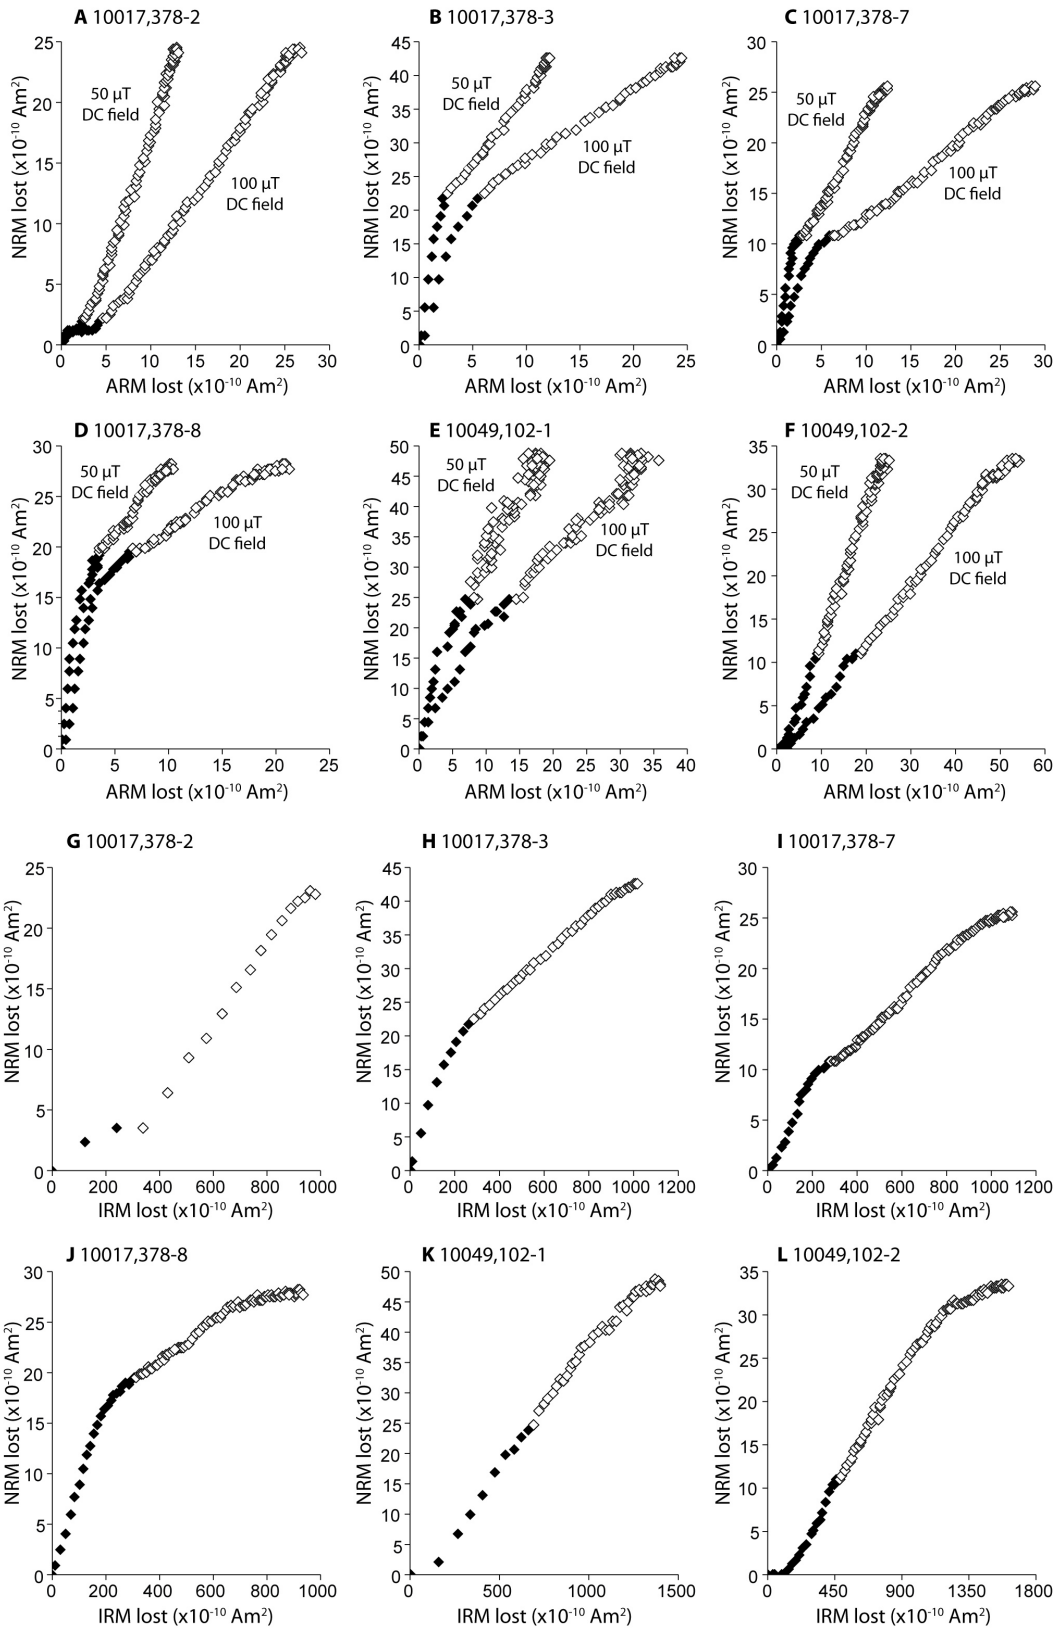 A 10017,378-2
NRM lost (x10⁻¹⁰ Am²)
25
20
15
10
5
0
50 μT
DC field
100 μT
DC field
0 5 10 15 20 25 30
ARM lost (x10⁻¹⁰ Am²)
B 10017,378-3
NRM lost (x10⁻¹⁰ Am²)
45
40
35
30
25
20
15
10
5
0
50 μT
DC field
100 μT
DC field
0 5 10 15 20 25
ARM lost (x10⁻¹⁰ Am²)
C 10017,378-7
NRM lost (x10⁻¹⁰ Am²)
30
25
20
15
10
5
0
50 μT
DC field
100 μT
DC field
0 5 10 15 20 25 30
ARM lost (x10⁻¹⁰ Am²)
D 10017,378-8
NRM lost (x10⁻¹⁰ Am²)
30
25
20
15
10
5
0
50 μT
DC field
100 μT
DC field
0 5 10 15 20 25
ARM lost (x10⁻¹⁰ Am²)
E 10049,102-1
NRM lost (x10⁻¹⁰ Am²)
50
45
40
35
30
25
20
15
10
5
0
50 μT
DC field
100 μT
DC field
0 5 10 15 20 25 30 35 40
ARM lost (x10⁻¹⁰ Am²)
F 10049,102-2
NRM lost (x10⁻¹⁰ Am²)
35
30
25
20
15
10
5
0
50 μT
DC field
100 μT
DC field
0 10 20 30 40 50 60
ARM lost (x10⁻¹⁰ Am²)
G 10017,378-2
NRM lost (x10⁻¹⁰ Am²)
25
20
15
10
5
0
0 200 400 600 800 1000
IRM lost (x10⁻¹⁰ Am²)
H 10017,378-3
NRM lost (x10⁻¹⁰ Am²)
45
40
35
30
25
20
15
10
5
0
0 200 400 600 800 1000 1200
IRM lost (x10⁻¹⁰ Am²)
I 10017,378-7
NRM lost (x10⁻¹⁰ Am²)
30
25
20
15
10
5
0
0 200 400 600 800 1000 1200
IRM lost (x10⁻¹⁰ Am²)
J 10017,378-8
NRM lost (x10⁻¹⁰ Am²)
30
25
20
15
10
5
0
0 200 400 600 800 1000
IRM lost (x10⁻¹⁰ Am²)
K 10049,102-1
NRM lost (x10⁻¹⁰ Am²)
50
45
40
35
30
25
20
15
10
5
0
0 500 1000 1500
IRM lost (x10⁻¹⁰ Am²)
L 10049,102-2
NRM lost (x10⁻¹⁰ Am²)
35
30
25
20
15
10
5
0
0 450 900 1350 1800
IRM lost (x10⁻¹⁰ Am²)